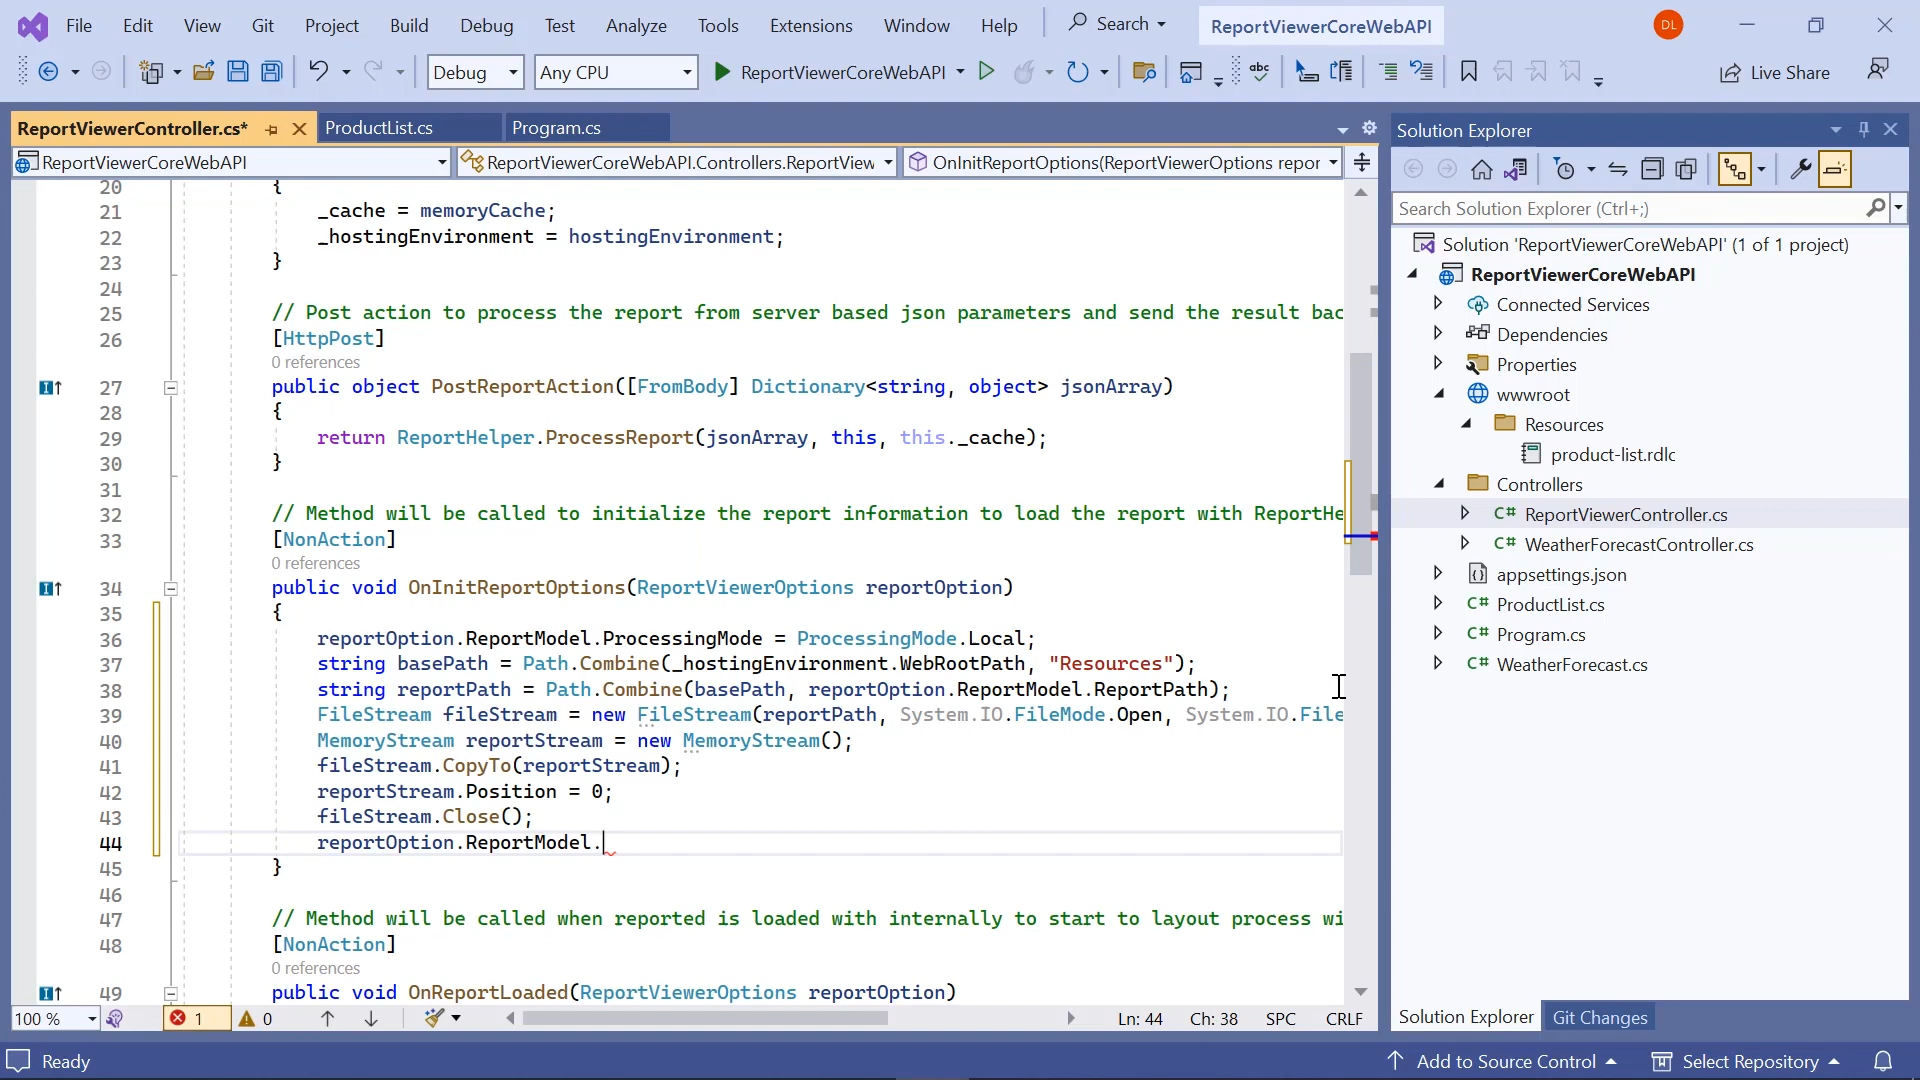 File Edit View Git Project Build Debug Test Analyze Tools Extensions Window Help Search ReportViewerCoreWebAPI DL
Debug Any CPU ReportViewerCoreWebAPI abc Live Share
ReportViewerController.cs* ProductList.cs Program.cs
ReportViewerCoreWebAPI ReportViewerCoreWebAPI.Controllers.ReportView OnInitReportOptions(ReportViewerOptions repor
20 {
21 _cache = memoryCache;
22 _hostingEnvironment = hostingEnvironment;
23 }
24
25 // Post action to process the report from server based json parameters and send the result bac
26 [HttpPost]
0 references
27 public object PostReportAction([FromBody] Dictionary<string, object> jsonArray)
28 {
29 return ReportHelper.ProcessReport(jsonArray, this, this._cache);
30 }
31
32 // Method will be called to initialize the report information to load the report with ReportHe
33 [NonAction]
0 references
34 public void OnInitReportOptions(ReportViewerOptions reportOption)
35 {
36 reportOption.ReportModel.ProcessingMode = ProcessingMode.Local;
37 string basePath = Path.Combine(_hostingEnvironment.WebRootPath, "Resources");
38 string reportPath = Path.Combine(basePath, reportOption.ReportModel.ReportPath);
39 FileStream fileStream = new FileStream(reportPath, System.IO.FileMode.Open, System.IO.File
40 MemoryStream reportStream = new MemoryStream();
41 fileStream.CopyTo(reportStream);
42 reportStream.Position = 0;
43 fileStream.Close();
44 reportOption.ReportModel.
45 }
46
47 // Method will be called when reported is loaded with internally to start to layout process wi
48 [NonAction]
0 references
49 public void OnReportLoaded(ReportViewerOptions reportOption)
100 % 1 0 Ln: 44 Ch: 38 SPC CRLF
Solution Explorer
Search Solution Explorer (Ctrl+;)
Solution 'ReportViewerCoreWebAPI' (1 of 1 project)
ReportViewerCoreWebAPI
Connected Services
Dependencies
Properties
wwwroot
Resources
product-list.rdlc
Controllers
C# ReportViewerController.cs
C# WeatherForecastController.cs
appsettings.json
C# ProductList.cs
C# Program.cs
C# WeatherForecast.cs
Solution Explorer Git Changes
Ready Add to Source Control Select Repository